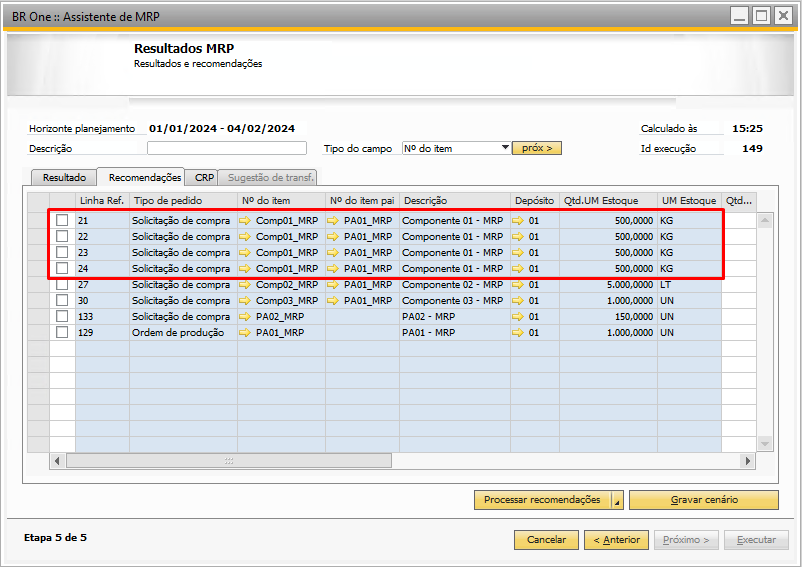 BR One :: Assistente de MRP
Resultados MRP
Resultados e recomendações
Horizonte planejamento 01/01/2024 - 04/02/2024 Calculado às 15:25
Descrição Tipo do campo Nº do item próx > Id execução 149
Resultado Recomendações CRP Sugestão de transf.
Linha Ref. Tipo de pedido Nº do item Nº do item pai Descrição Depósito Qtd.UM Estoque UM Estoque Qtd...
21 Solicitação de compra Comp01_MRP PA01_MRP Componente 01 - MRP 01 500,0000 KG
22 Solicitação de compra Comp01_MRP PA01_MRP Componente 01 - MRP 01 500,0000 KG
23 Solicitação de compra Comp01_MRP PA01_MRP Componente 01 - MRP 01 500,0000 KG
24 Solicitação de compra Comp01_MRP PA01_MRP Componente 01 - MRP 01 500,0000 KG
27 Solicitação de compra Comp02_MRP PA01_MRP Componente 02 - MRP 01 5.000,0000 LT
30 Solicitação de compra Comp03_MRP PA01_MRP Componente 03 - MRP 01 1.000,0000 UN
133 Solicitação de compra PA02_MRP PA02 - MRP 01 150,0000 UN
129 Ordem de produção PA01_MRP PA01 - MRP 01 1.000,0000 UN
Processar recomendações Gravar cenário
Etapa 5 de 5 Cancelar < Anterior Próximo > Executar